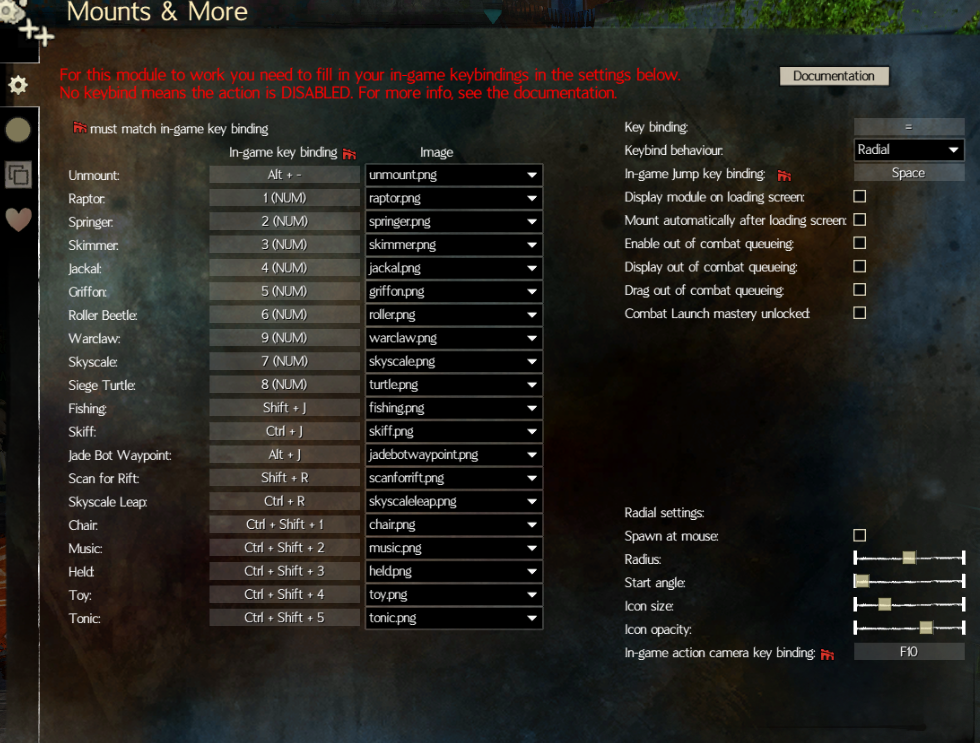 Mounts & More
For this module to work you need to fill in your in-game keybindings in the settings below.
No keybind means the action is DISABLED. For more info, see the documentation.
Documentation
must match in-game key binding
In-game key binding Image
Unmount: Alt + - unmount.png
Raptor: 1 (NUM) raptor.png
Springer: 2 (NUM) springer.png
Skimmer: 3 (NUM) skimmer.png
Jackal: 4 (NUM) jackal.png
Griffon: 5 (NUM) griffon.png
Roller Beetle: 6 (NUM) roller.png
Warclaw: 9 (NUM) warclaw.png
Skyscale: 7 (NUM) skyscale.png
Siege Turtle: 8 (NUM) turtle.png
Fishing: Shift + J fishing.png
Skiff: Ctrl + J skiff.png
Jade Bot Waypoint: Alt + J jadebotwaypoint.png
Scan for Rift: Shift + R scanforrift.png
Skyscale Leap: Ctrl + R skyscaleleap.png
Chair: Ctrl + Shift + 1 chair.png
Music: Ctrl + Shift + 2 music.png
Held: Ctrl + Shift + 3 held.png
Toy: Ctrl + Shift + 4 toy.png
Tonic: Ctrl + Shift + 5 tonic.png
Key binding: =
Keybind behaviour: Radial
In-game Jump key binding: Space
Display module on loading screen:
Mount automatically after loading screen:
Enable out of combat queueing:
Display out of combat queueing:
Drag out of combat queueing:
Combat Launch mastery unlocked:
Radial settings:
Spawn at mouse:
Radius:
Start angle:
Icon size:
Icon opacity:
In-game action camera key binding: F10